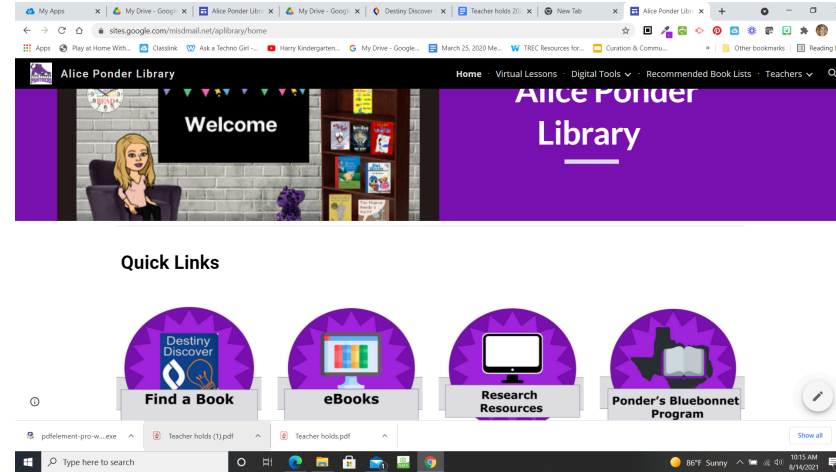 My Apps
My Drive - Googl
Alice Ponder Libr
My Drive - Googl
Destiny Discover
Teacher holds 20
New Tab
Alice Ponder Libr
sites.google.com/misdmail.net/aplibrary/home
Apps
Play at Home With...
Classlink
Ask a Techno Girl -...
Harry Kindergarten...
My Drive - Google...
March 25, 2020 Me...
TREC Resources for...
Curation & Commu...
»
Other bookmarks
Reading
Alice Ponder Library
Home · Virtual Lessons · Digital Tools · Recommended Book Lists · Teachers
READ
Welcome
Alice Ponder
Library
Quick Links
Destiny
Discover
Find a Book
eBooks
Research
Resources
Ponder's Bluebonnet
Program
pdfelement-pro-w....exe
Teacher holds (1).pdf
Teacher holds.pdf
Show all
Type here to search
86°F Sunny
10:15 AM
8/14/2021